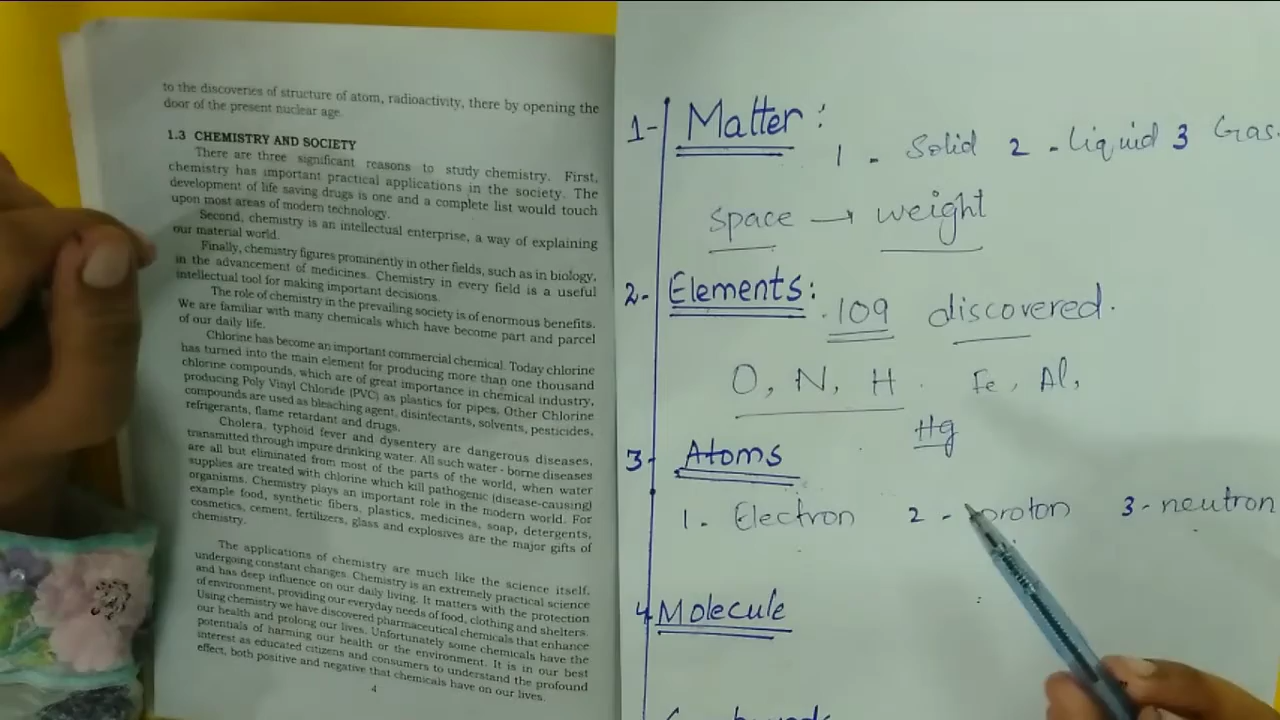 to the discoveries of structure of atom, radioactivity, there by opening the
door of the present nuclear age.
1.3 CHEMISTRY AND SOCIETY
There are three significant reasons to study chemistry. First,
chemistry has important practical applications in the society. The
development of life saving drugs is one and a complete list would touch
upon most areas of modern technology.
Second, chemistry is an intellectual enterprise, a way of explaining
our material world.
Finally, chemistry figures prominently in other fields, such as in biology,
in the advancement of medicines. Chemistry in every field is a useful
intellectual tool for making important decisions.
The role of chemistry in the prevailing society is of enormous benefits.
We are familiar with many chemicals which have become part and parcel
of our daily life.
Chlorine has become an important commercial chemical. Today chlorine
has turned into the main element for producing more than one thousand
chlorine compounds, which are of great importance in chemical industry,
producing Poly Vinyl Chloride (PVC) as plastics for pipes. Other Chlorine
compounds are used as bleaching agent, disinfectants, solvents, pesticides,
refrigerants, flame retardant and drugs.
Cholera, typhoid fever and dysentery are dangerous diseases,
transmitted through impure drinking water. All such water - borne diseases
are all but eliminated from most of the parts of the world, when water
supplies are treated with chlorine which kill pathogenic (disease-causing)
organisms. Chemistry plays an important role in the modern world. For
example food, synthetic fibers, plastics, medicines, soap, detergents,
cosmetics, cement, fertilizers, glass and explosives are the major gifts of
chemistry.
The applications of chemistry are much like the science itself,
undergoing constant changes. Chemistry is an extremely practical science
and has deep influence on our daily living. It matters with the protection
of environment, providing our everyday needs of food, clothing and shelters.
Using chemistry we have discovered pharmaceutical chemicals that enhance
our health and prolong our lives. Unfortunately some chemicals have the
potentials of harming our health or the environment. It is in our best
interest as educated citizens and consumers to understand the profound
effect, both positive and negative that chemicals have on our lives.
4
1- Matter:
1 - Solid 2 - liquid 3 Gas
space → weight
2- Elements: 109 discovered.
O, N, H Fe, Al,
Hg
3- Atoms
1- Electron 2 - proton 3- neutron
4 Molecule